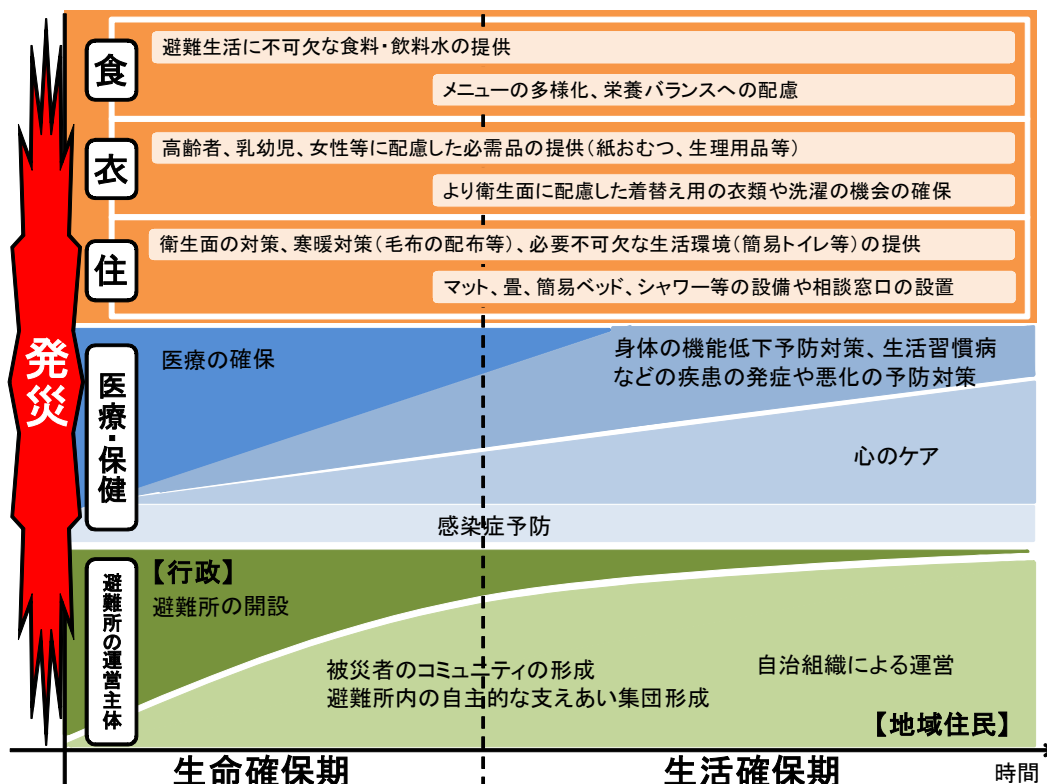 発災
食
避難生活に不可欠な食料・飲料水の提供
メニューの多様化、栄養バランスへの配慮
衣
高齢者、乳幼児、女性等に配慮した必需品の提供(紙おむつ、生理用品等)
より衛生面に配慮した着替え用の衣類や洗濯の機会の確保
住
衛生面の対策、寒暖対策(毛布の配布等)、必要不可欠な生活環境(簡易トイレ等)の提供
マット、畳、簡易ベッド、シャワー等の設備や相談窓口の設置
医療・保健
医療の確保
身体の機能低下予防対策、生活習慣病
などの疾患の発症や悪化の予防対策
心のケア
感染症予防
避難所の運営主体
【行政】
避難所の開設
被災者のコミュニティの形成
避難所内の自主的な支えあい集団形成
自治組織による運営
【地域住民】
生命確保期
生活確保期
時間